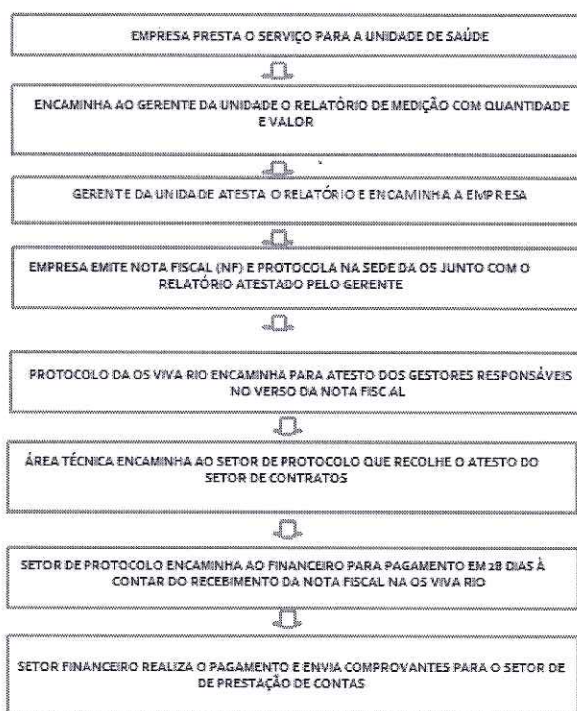 EMPRESA PRESTA O SERVIÇO PARA A UNIDADE DE SAÚDE
ENCAMINHA AO GERENTE DA UNIDADE O RELATÓRIO DE MEDIÇÃO COM QUANTIDADE
E VALOR
GERENTE DA UNIDADE ATESTA O RELATÓRIO E ENCAMINHA A EMPRESA
EMPRESA EMITE NOTA FISCAL (NF) E PROTOCOLA NA SEDE DA OS JUNTO COM O
RELATÓRIO ATESTADO PELO GERENTE
PROTOCOLO DA OS VIVA RIO ENCAMINHA PARA ATESTO DOS GESTORES RESPONSÁVEIS
NO VERSO DA NOTA FISCAL
ÁREA TÉCNICA ENCAMINHA AO SETOR DE PROTOCOLO QUE RECOLHE O ATESTO DO
SETOR DE CONTRATOS
SETOR DE PROTOCOLO ENCAMINHA AO FINANCEIRO PARA PAGAMENTO EM 28 DIAS À
CONTAR DO RECEBIMENTO DA NOTA FISCAL NA OS VIVA RIO
SETOR FINANCEIRO REALIZA O PAGAMENTO E ENVIA COMPROVANTES PARA O SETOR DE
DE PRESTAÇÃO DE CONTAS